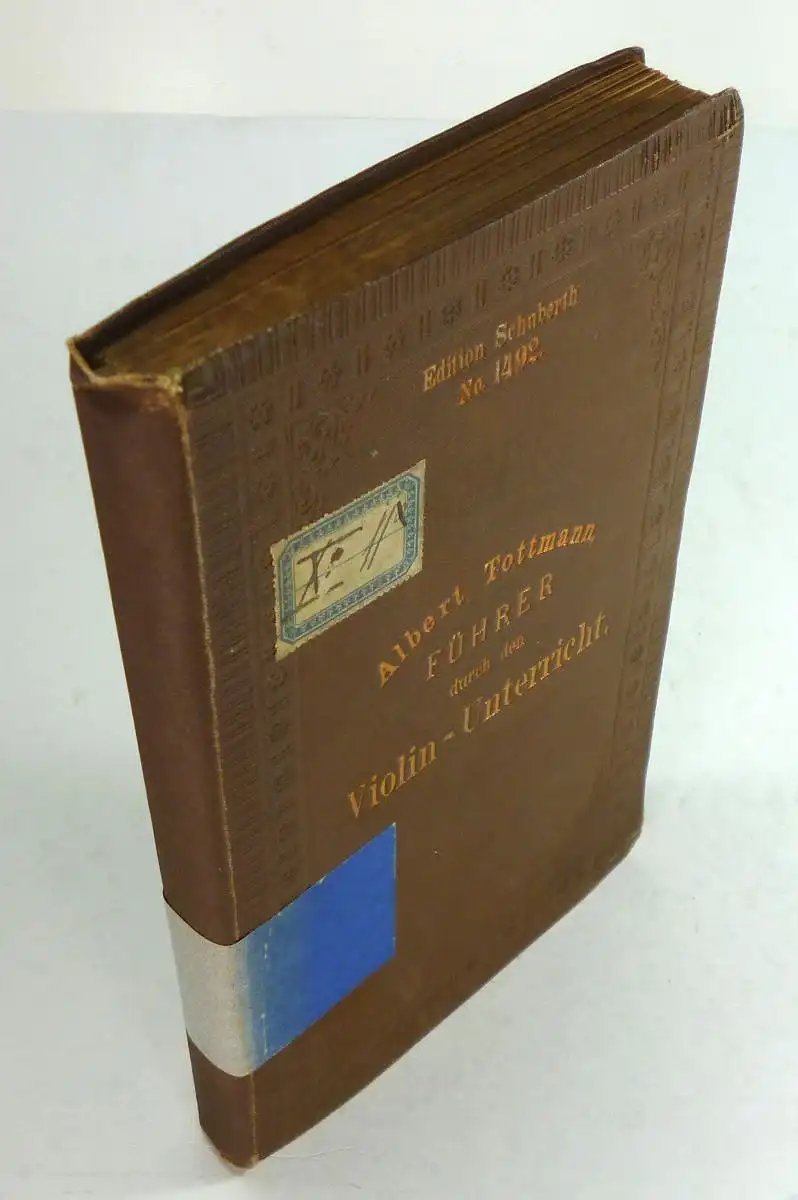 Edition Schuberth
No. 1492.
Albert Tottmann
FÜHRER
durch den
Violin-Unterricht.